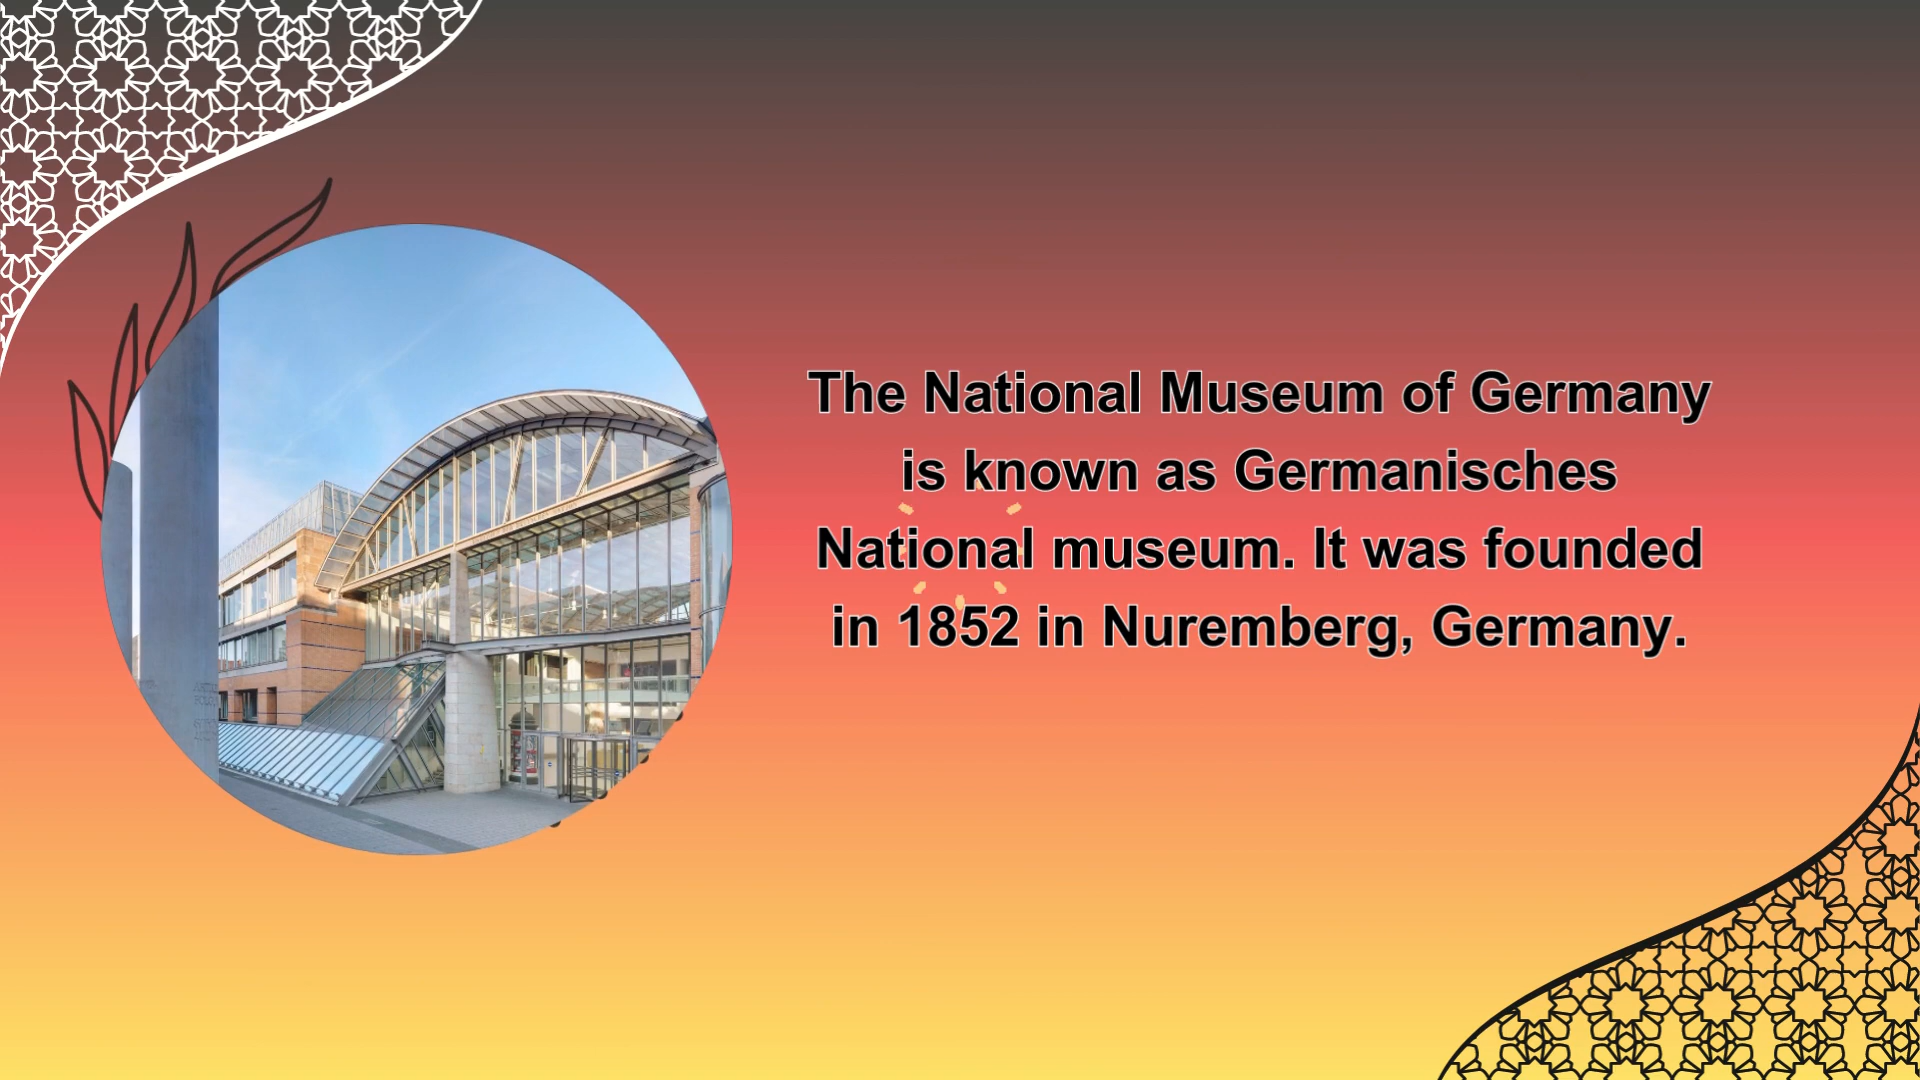 The National Museum of Germany
is known as Germanisches
National museum. It was founded
in 1852 in Nuremberg, Germany.